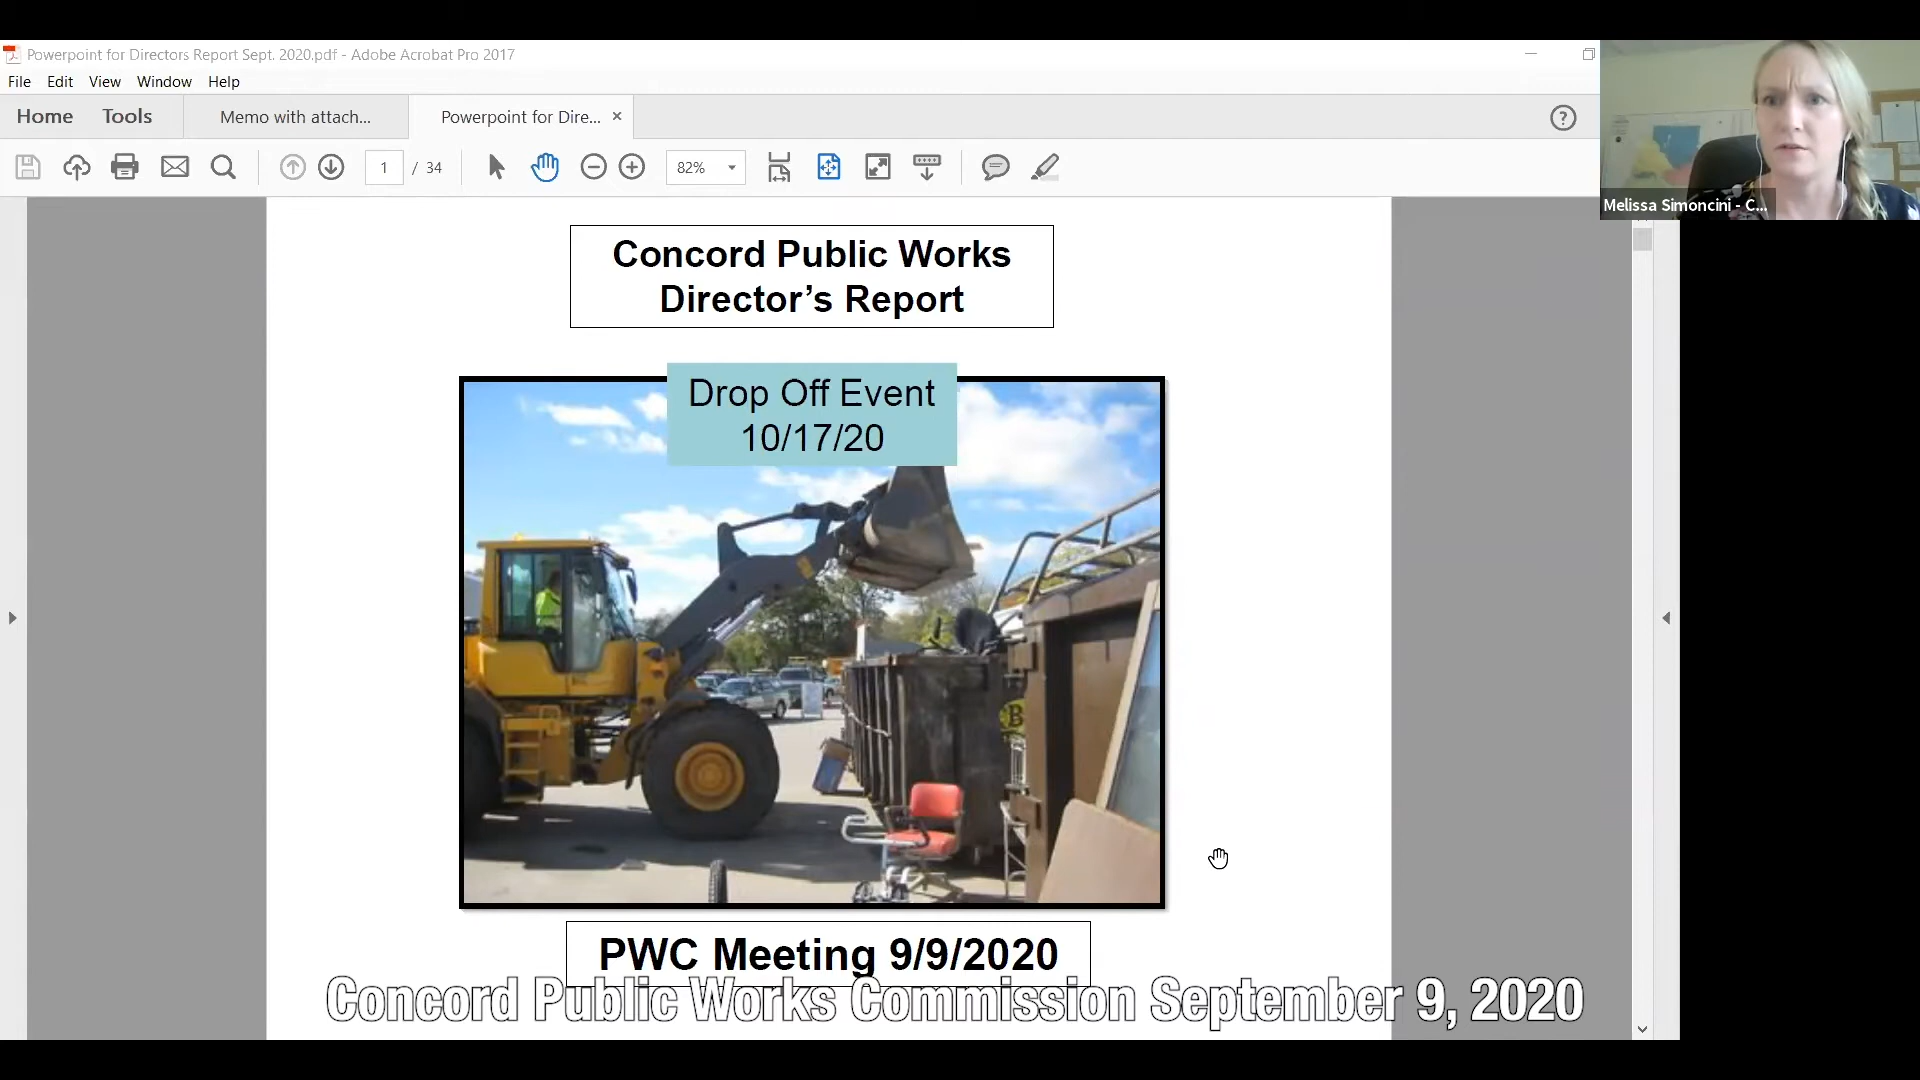 Powerpoint for Directors Report Sept. 2020.pdf - Adobe Acrobat Pro 2017
File Edit View Window Help
Home Tools Memo with attach... Powerpoint for Dire... ×
1 / 34 82%
Melissa Simoncini - C...
Concord Public Works
Director’s Report
Drop Off Event
10/17/20
B
PWC Meeting 9/9/2020
Concord Public Works Commission September 9, 2020